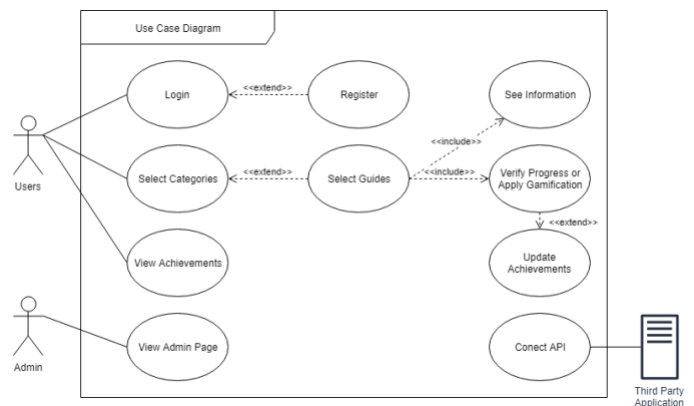 Use Case Diagram
Login
<<extend>>
Register
See Information
<<include>>
Users
Select Categories
<<extend>>
Select Guides
<<include>>
Verify Progress or
Apply Gamification
<<extend>>
View Achievements
Update
Achievements
Admin
View Admin Page
Conect API
Third Party
Application